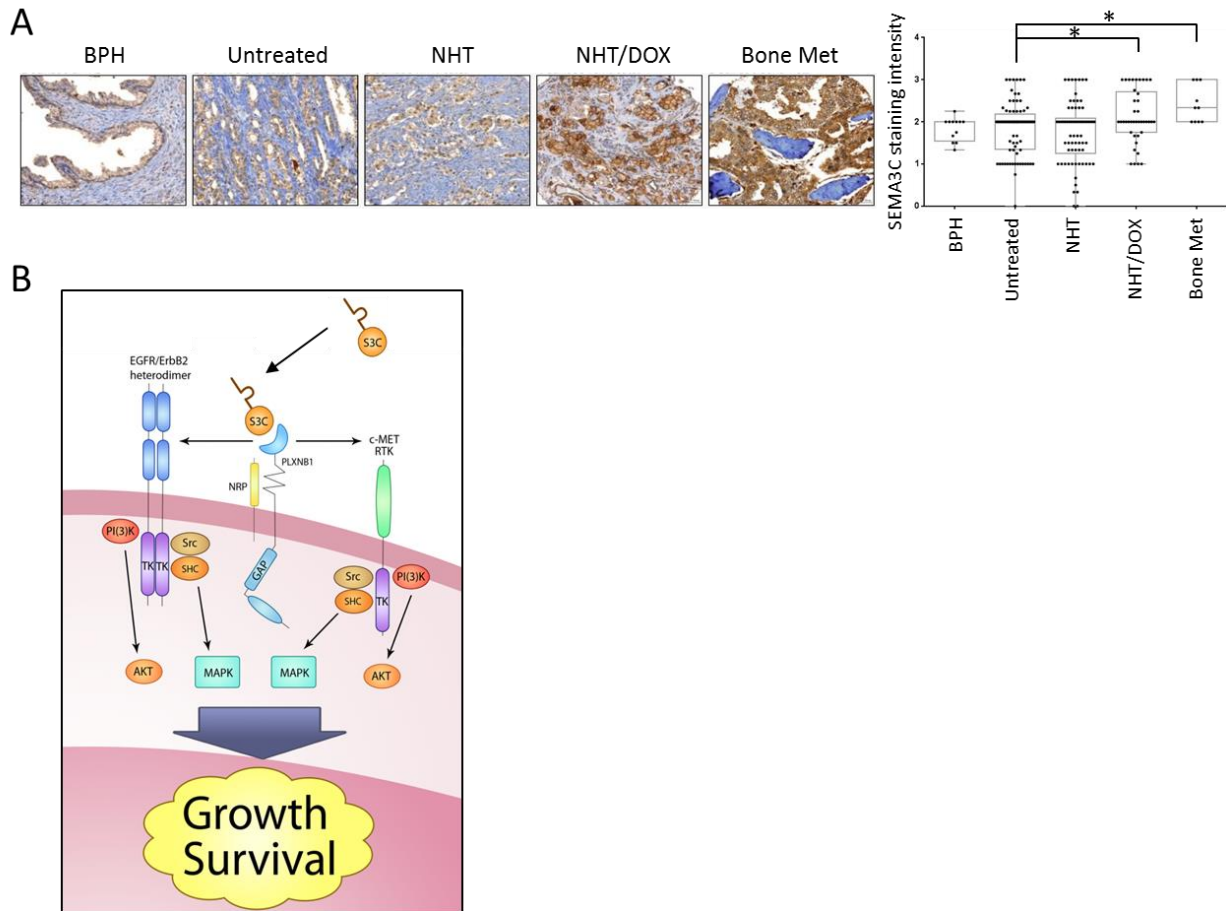 A
BPH
Untreated
NHT
NHT/DOX
Bone Met
SEMA3C staining intensity
4
3
2
1
0
*
*
BPH
Untreated
NHT
NHT/DOX
Bone Met
B
S3C
EGFR/ErbB2
heterodimer
S3C
c-MET
RTK
PLXNB1
NRP
PI(3)K
Src
TK TK
SHC
GAP
Src
PI(3)K
SHC
TK
AKT
MAPK
MAPK
AKT
Growth
Survival